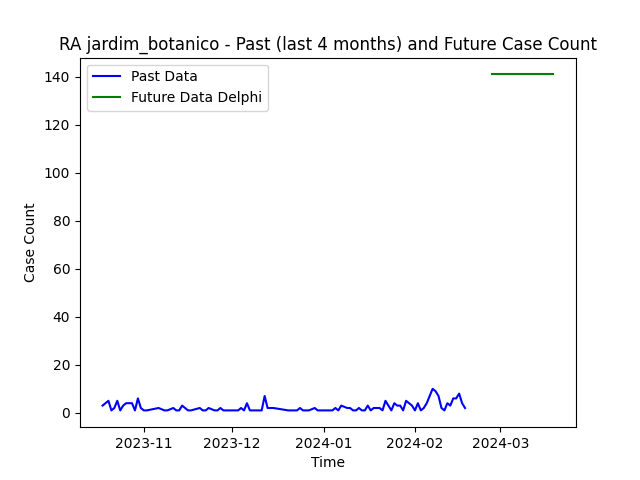 RA jardim_botanico - Past (last 4 months) and Future Case Count
Past Data
Future Data Delphi
Case Count
140
120
100
80
60
40
20
0
2023-11 2023-12 2024-01 2024-02 2024-03
Time